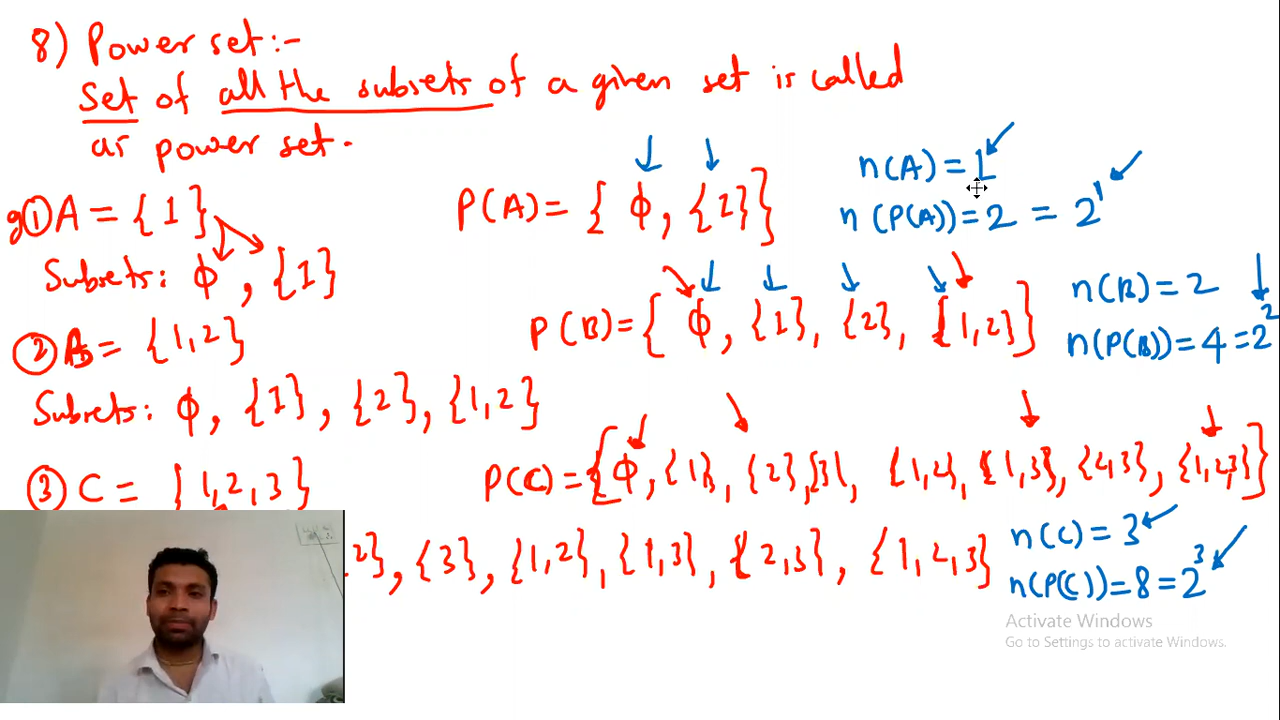 8) Power set:-
Set of all the subsets of a given set is called
as power set.
eg ① A = {1}
Subsets: ϕ, {1}
P(A) = { ϕ, {1}}
n(A) = 1
n(P(A)) = 2 = 2¹
② B = {1,2}
Subsets: ϕ, {1}, {2}, {1,2}
P(B) = { ϕ, {1}, {2}, {1,2}}
n(B) = 2
n(P(B)) = 4 = 2²
③ C = {1,2,3}
P(C) = {ϕ, {1}, {2}, {3}, {1,2}, {1,3}, {2,3}, {1,2,3}}
2}, {3}, {1,2}, {1,3}, {2,3}, {1,2,3}
n(C) = 3
n(P(C)) = 8 = 2³
Activate Windows
Go to Settings to activate Windows.